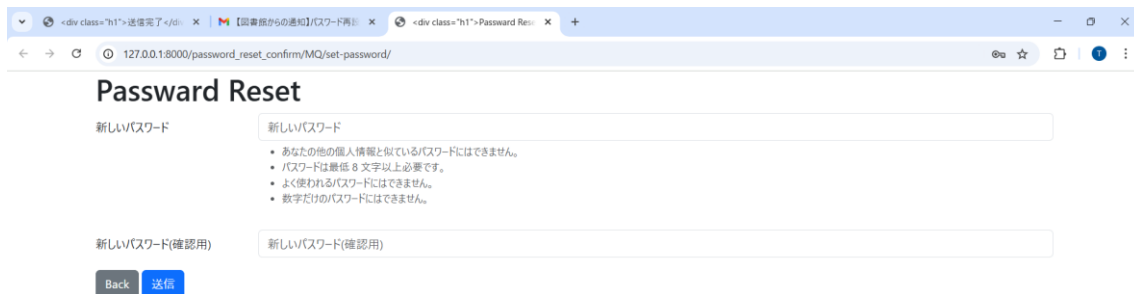 <div class="h1">送信完了</di
【図書館からの通知】パスワード再設
<div class="h1">Passward Rese
127.0.0.1:8000/password_reset_confirm/MQ/set-password/
T
Passward Reset
新しいパスワード
新しいパスワード
あなたの他の個人情報と似ているパスワードにはできません。
パスワードは最低 8 文字以上必要です。
よく使われるパスワードにはできません。
数字だけのパスワードにはできません。
新しいパスワード(確認用)
新しいパスワード(確認用)
Back
送信